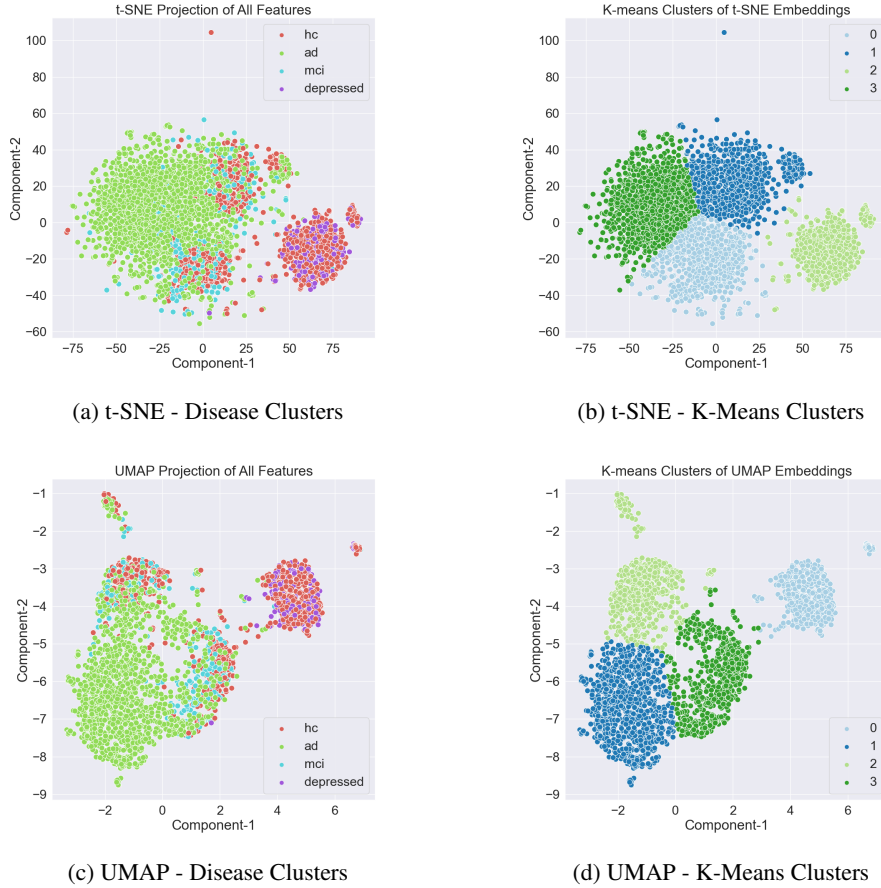 t-SNE Projection of All Features
hc
ad
mci
depressed
100
80
60
40
20
0
−20
−40
−60
Component-2
−75 −50 −25 0 25 50 75
Component-1
(a) t-SNE - Disease Clusters
K-means Clusters of t-SNE Embeddings
0
1
2
3
100
80
60
40
20
0
−20
−40
−60
Component-2
−75 −50 −25 0 25 50 75
Component-1
(b) t-SNE - K-Means Clusters
UMAP Projection of All Features
−1
−2
−3
−4
−5
−6
−7
−8
−9
Component-2
hc
ad
mci
depressed
−2 0 2 4 6
Component-1
(c) UMAP - Disease Clusters
K-means Clusters of UMAP Embeddings
−1
−2
−3
−4
−5
−6
−7
−8
−9
Component-2
0
1
2
3
−2 0 2 4 6
Component-1
(d) UMAP - K-Means Clusters